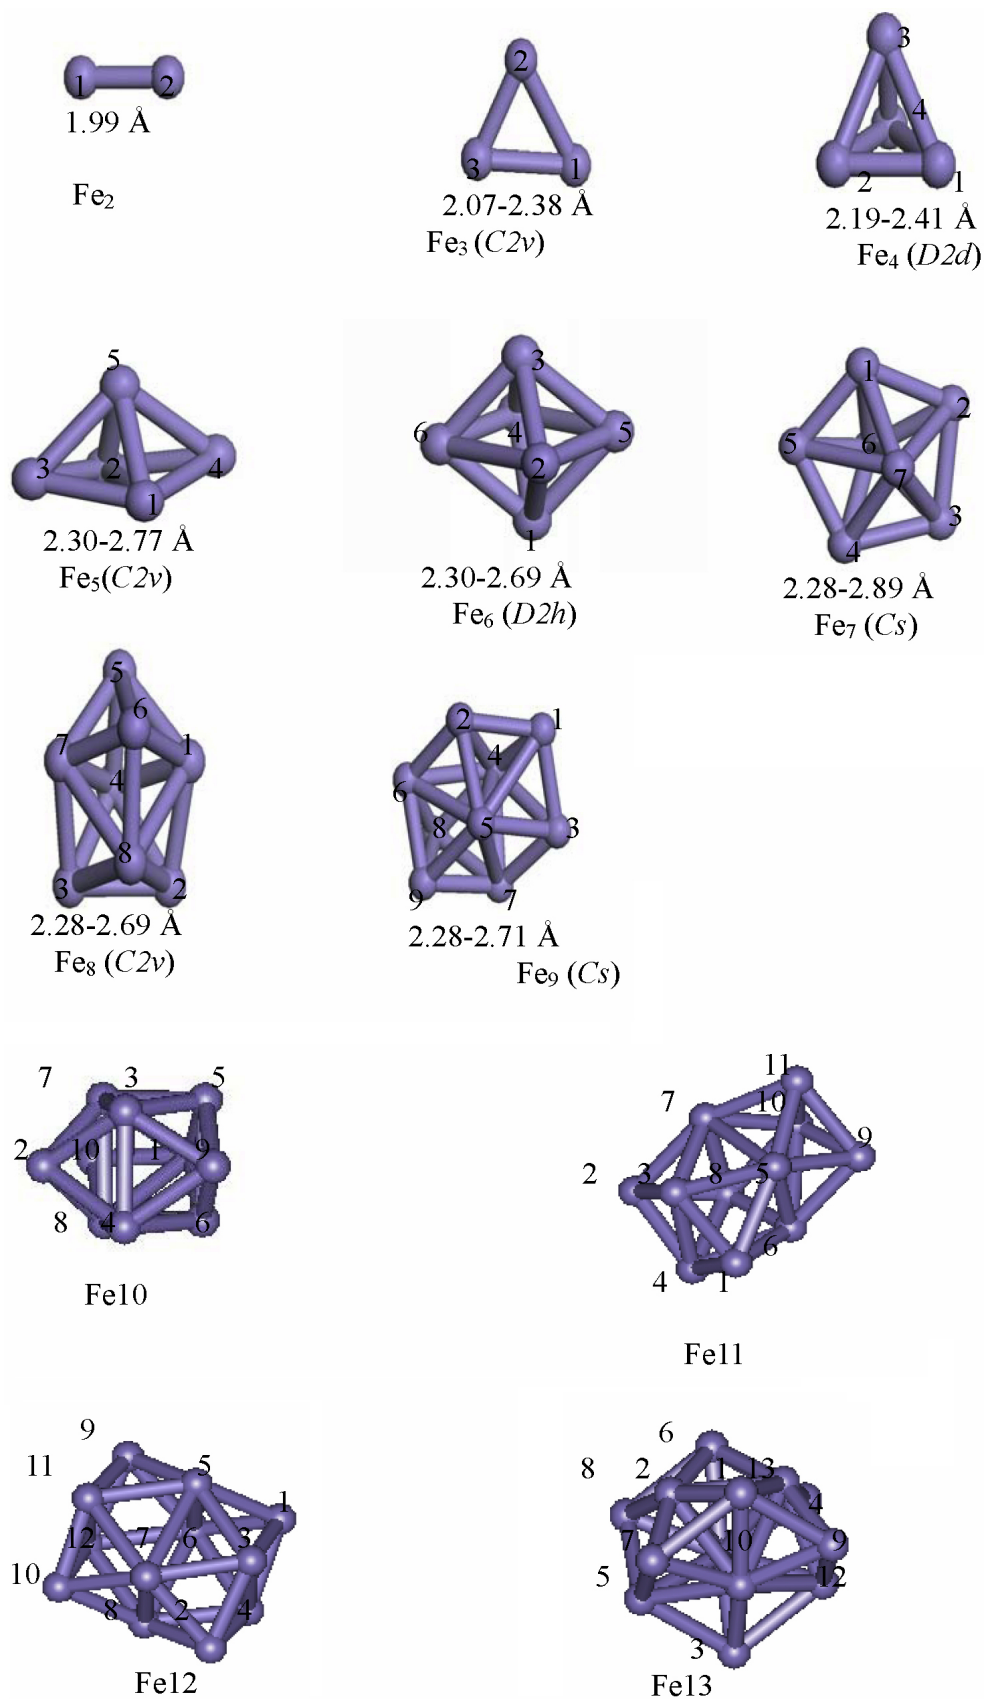 1 2
1.99 Å
Fe2
2
3 1
2.07-2.38 Å
Fe3 (C2v)
3
4
2 1
2.19-2.41 Å
Fe4 (D2d)
5
3 2 4
1
2.30-2.77 Å
Fe5(C2v)
3
6 4 5
2
1
2.30-2.69 Å
Fe6 (D2h)
1
2
5 6
7
3
4
2.28-2.89 Å
Fe7 (Cs)
5
6
7 1
4
8
3 2
2.28-2.69 Å
Fe8 (C2v)
2 1
4
6
8 5 3
9 7
2.28-2.71 Å
Fe9 (Cs)
7 3 5
2 10 1 9
8 4 6
Fe10
11
7 10
9
2 3 8 5
6
4 1
Fe11
9
11 5
1
12 7 6 3
10
8 2 4
Fe12
6
8 2 1 13
4
7 10 9
5 12
3
Fe13